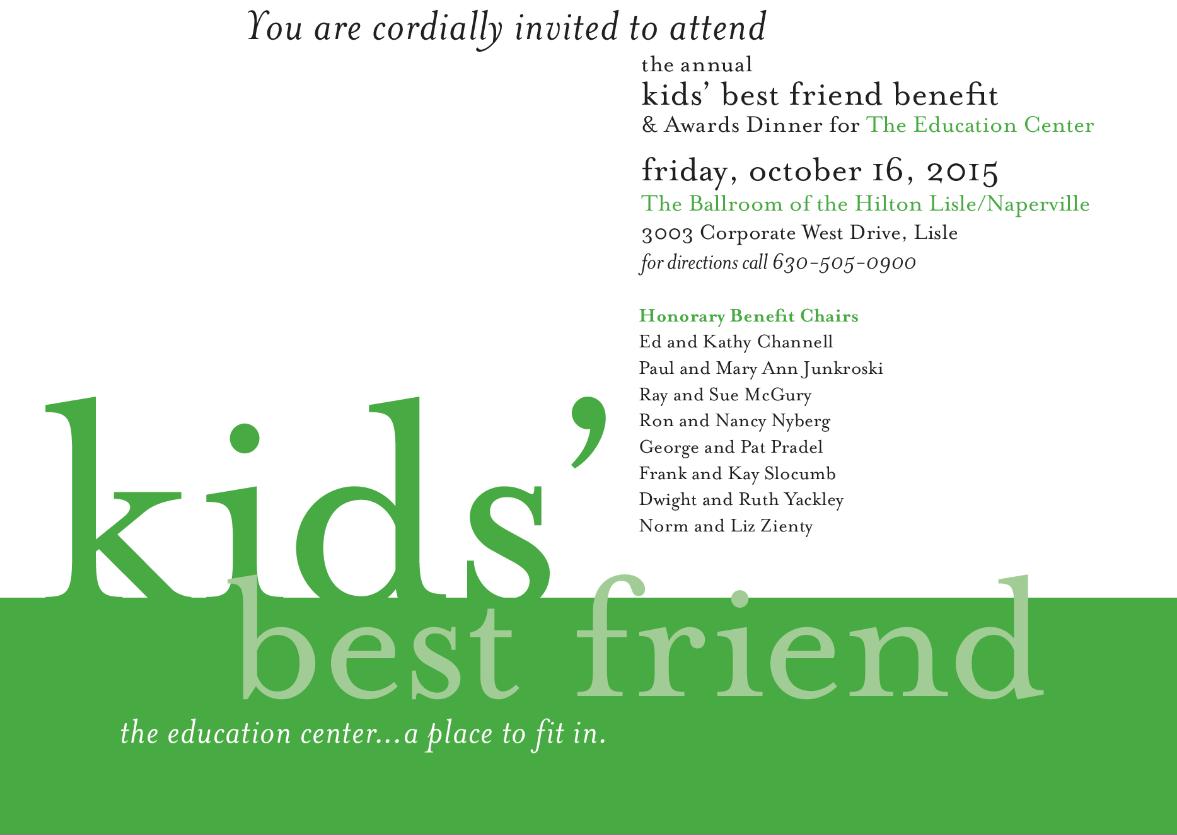 You are cordially invited to attend
the annual
kids’ best friend benefit
& Awards Dinner for The Education Center
friday, october 16, 2015
The Ballroom of the Hilton Lisle/Naperville
3003 Corporate West Drive, Lisle
for directions call 630-505-0900
Honorary Benefit Chairs
Ed and Kathy Channell
Paul and Mary Ann Junkroski
Ray and Sue McGury
Ron and Nancy Nyberg
George and Pat Pradel
Frank and Kay Slocumb
Dwight and Ruth Yackley
Norm and Liz Zienty
kids’
best friend
the education center...a place to fit in.